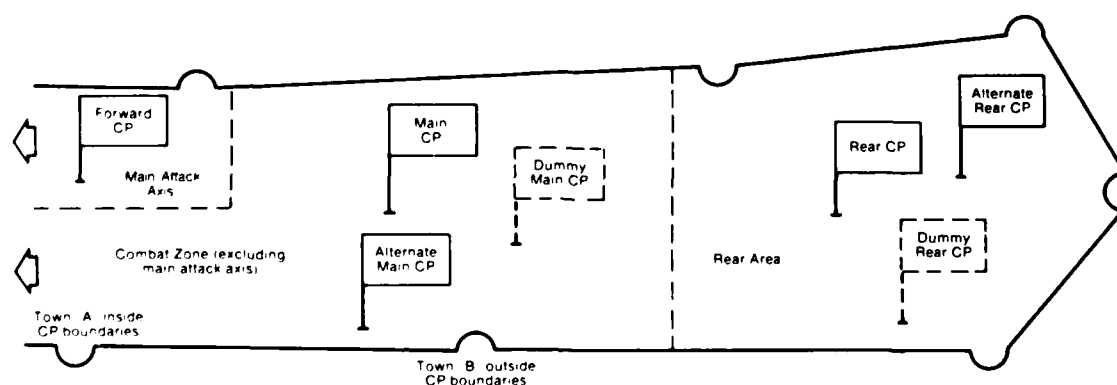 Forward
CP
Main Attack
Axis
Main
CP
Dummy
Main CP
Alternate
Main CP
Combat Zone (excluding
main attack axis)
Town A inside
CP boundaries
Town B outside
CP boundaries
Rear Area
Rear CP
Alternate
Rear CP
Dummy
Rear CP